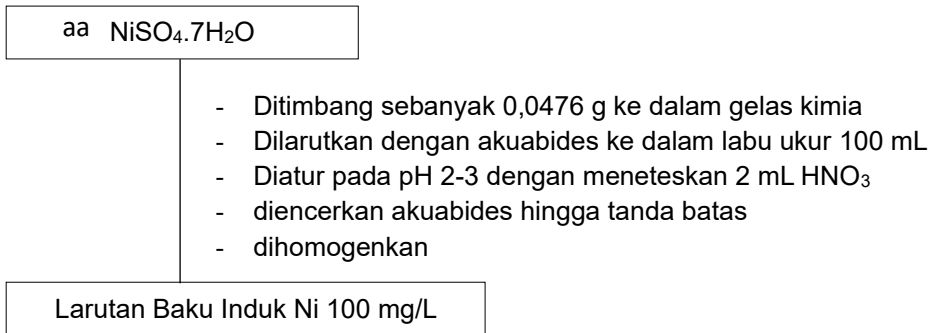 aa NiSO₄.7H₂O
- Ditimbang sebanyak 0,0476 g ke dalam gelas kimia
- Dilarutkan dengan akuabides ke dalam labu ukur 100 mL
- Diatur pada pH 2-3 dengan meneteskan 2 mL HNO₃
- diencerkan akuabides hingga tanda batas
- dihomogenkan
Larutan Baku Induk Ni 100 mg/L